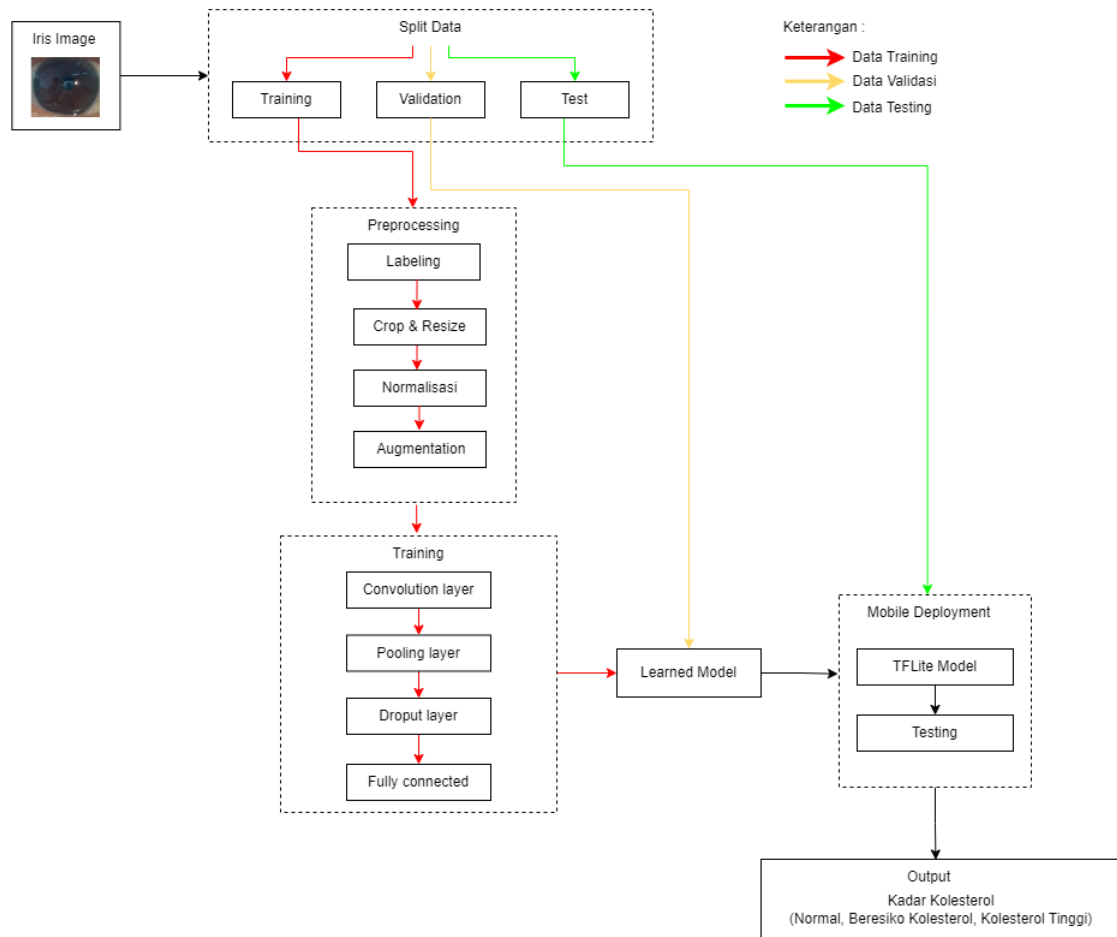 Iris Image
Split Data
Training
Validation
Test
Keterangan :
Data Training
Data Validasi
Data Testing
Preprocessing
Labeling
Crop & Resize
Normalisasi
Augmentation
Training
Convolution layer
Pooling layer
Droput layer
Fully connected
Learned Model
Mobile Deployment
TFLite Model
Testing
Output
Kadar Kolesterol
(Normal, Beresiko Kolesterol, Kolesterol Tinggi)